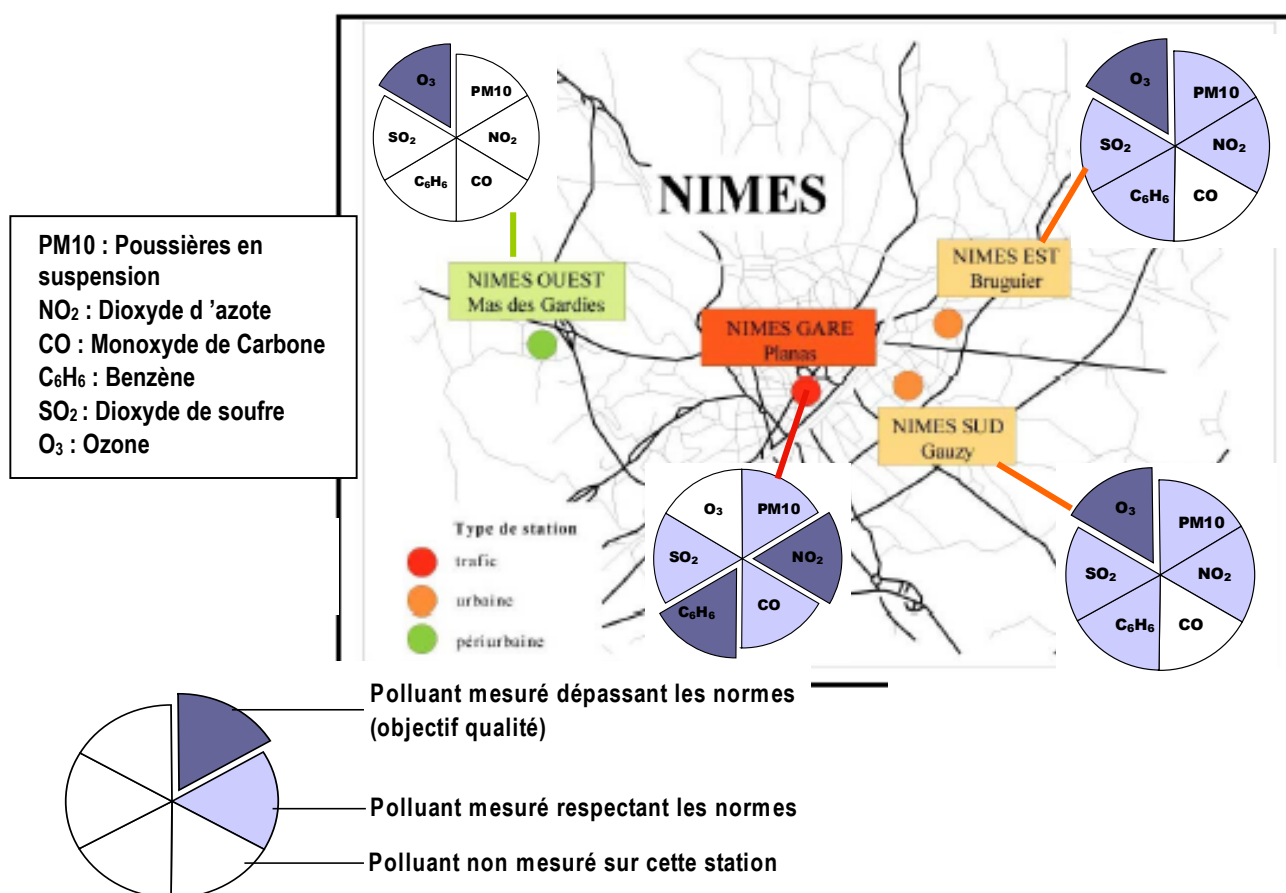 O₃
PM10
SO₂
NO₂
C₆H₆
CO
O₃
PM10
SO₂
NO₂
C₆H₆
CO
NIMES
PM10 : Poussières en
suspension
NO₂ : Dioxyde d ’azote
CO : Monoxyde de Carbone
C₆H₆ : Benzène
SO₂ : Dioxyde de soufre
O₃ : Ozone
NIMES OUEST
Mas des Gardies
NIMES EST
Bruguier
NIMES GARE
Planas
NIMES SUD
Gauzy
Type de station
trafic
urbaine
périurbaine
O₃
PM10
SO₂
NO₂
C₆H₆
CO
O₃
PM10
SO₂
NO₂
C₆H₆
CO
Polluant mesuré dépassant les normes
(objectif qualité)
Polluant mesuré respectant les normes
Polluant non mesuré sur cette station